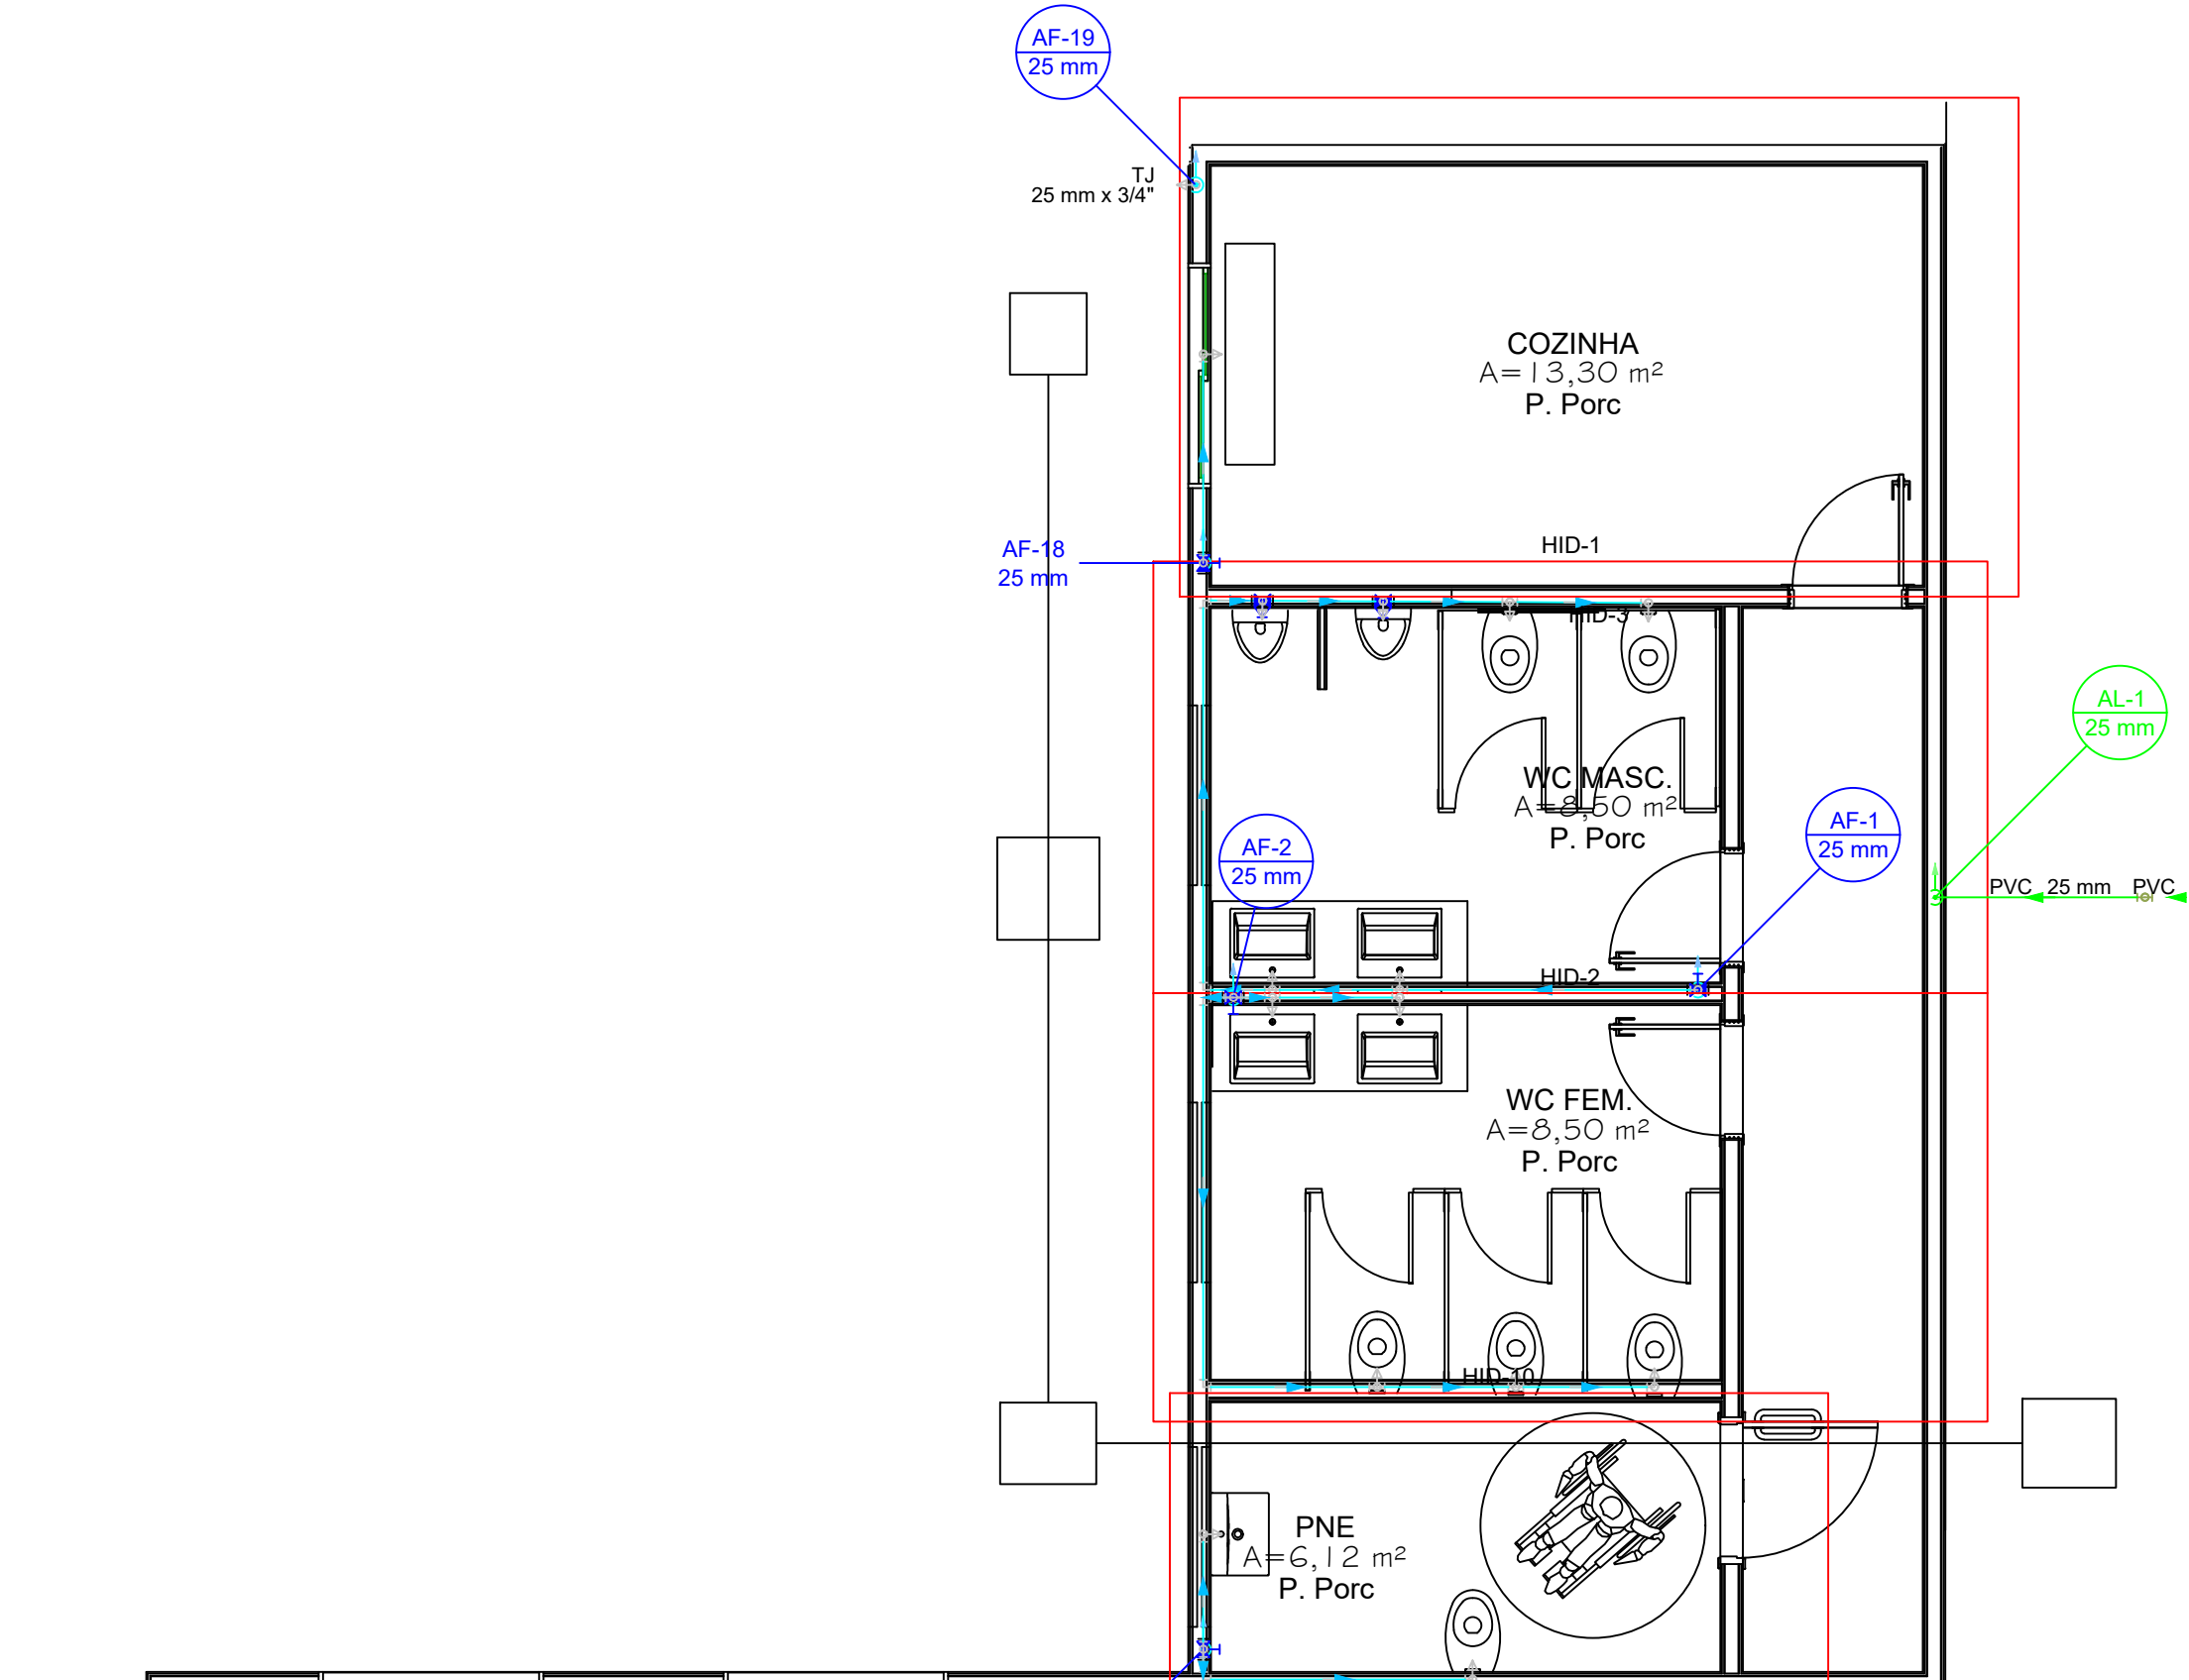 AF-19
25 mm
TJ
25 mm x 3/4"
COZINHA
A=13,30 m²
P. Porc
AF-18
25 mm
HID-1
HID-3
AL-1
25 mm
WC MASC.
A=8,50 m²
P. Porc
AF-1
25 mm
AF-2
25 mm
PVC 25 mm PVC
HID-2
WC FEM.
A=8,50 m²
P. Porc
HID-10
PNE
A=6,12 m²
P. Porc